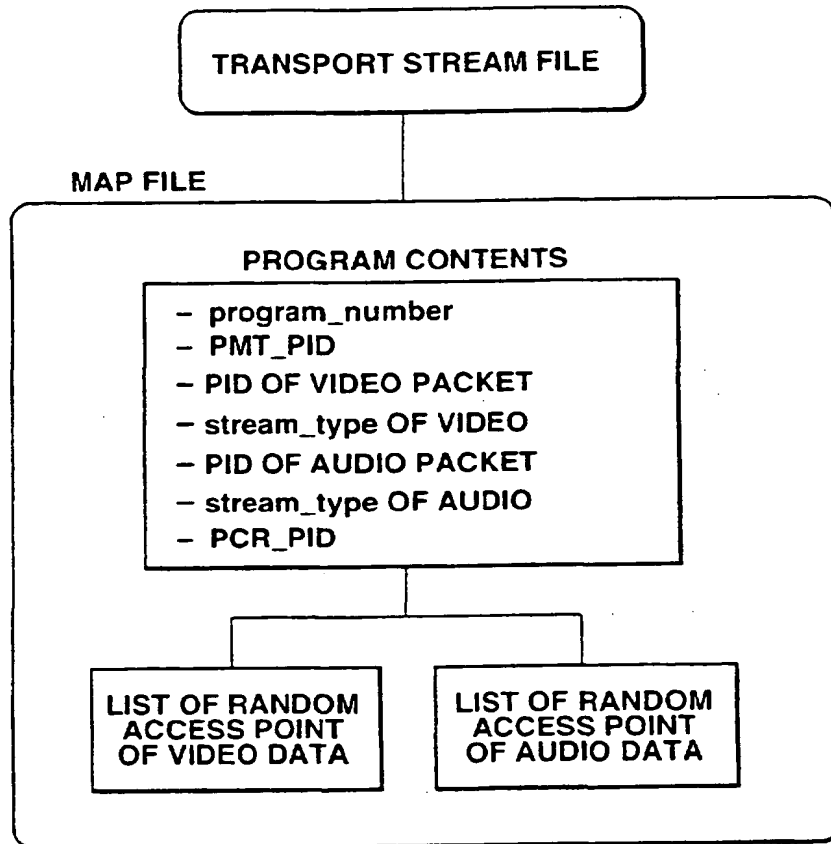 TRANSPORT STREAM FILE
MAP FILE
PROGRAM CONTENTS
– program_number
– PMT_PID
– PID OF VIDEO PACKET
– stream_type OF VIDEO
– PID OF AUDIO PACKET
– stream_type OF AUDIO
– PCR_PID
LIST OF RANDOM
ACCESS POINT
OF VIDEO DATA
LIST OF RANDOM
ACCESS POINT
OF AUDIO DATA